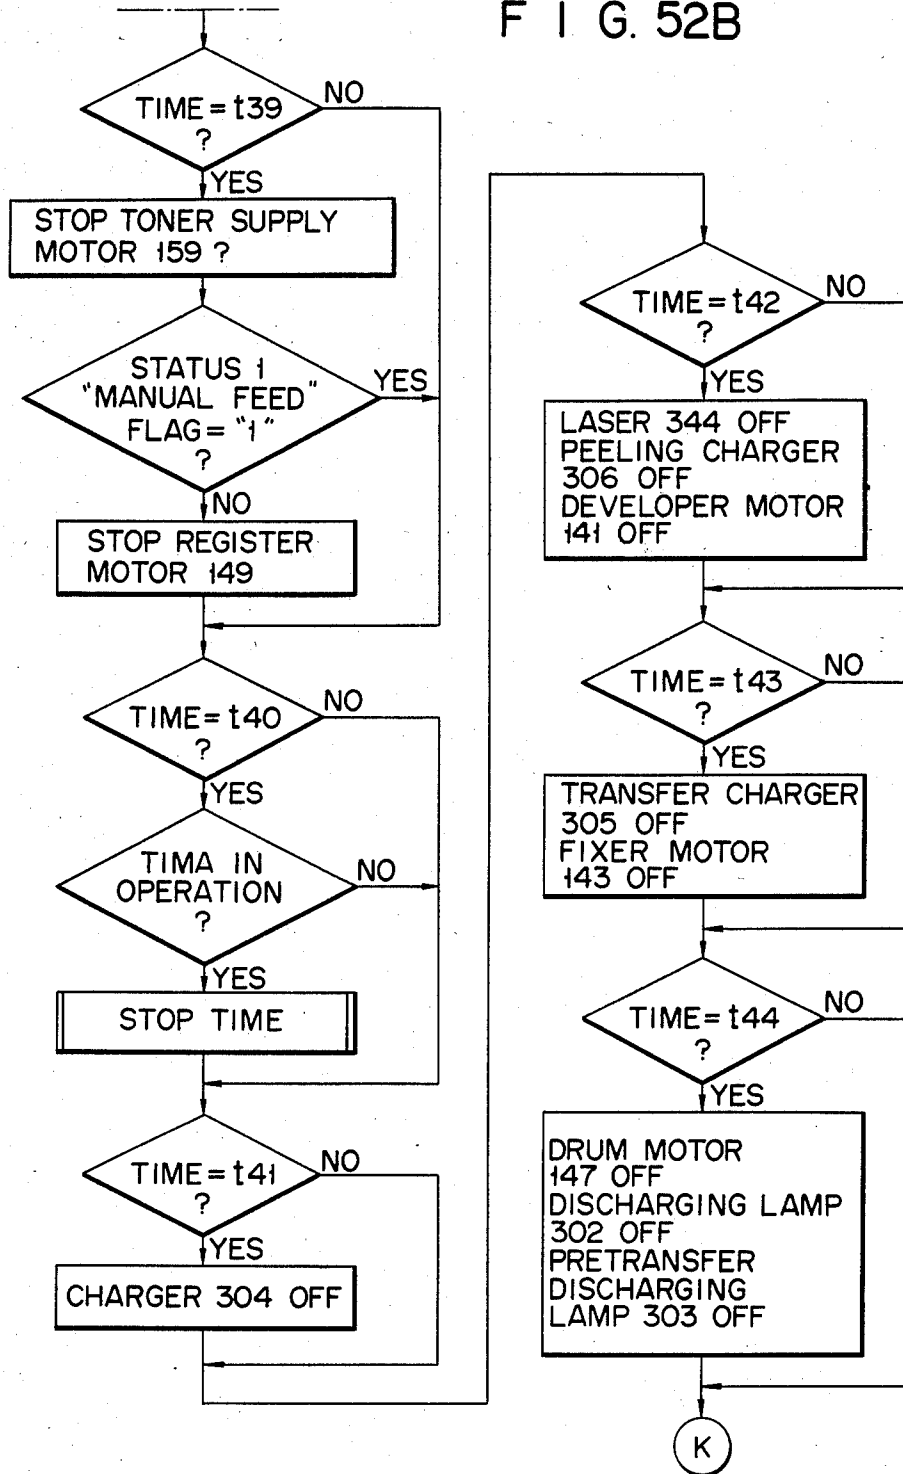 F I G. 52B
TIME = t39
?
NO
YES
STOP TONER SUPPLY
MOTOR 159 ?
STATUS 1
"MANUAL FEED"
FLAG = "1"
?
YES
NO
STOP REGISTER
MOTOR 149
TIME = t40
?
NO
YES
TIMA IN
OPERATION
?
NO
YES
STOP TIME
TIME = t41
?
NO
YES
CHARGER 304 OFF
TIME = t42
?
NO
YES
LASER 344 OFF
PEELING CHARGER
306 OFF
DEVELOPER MOTOR
141 OFF
TIME = t43
?
NO
YES
TRANSFER CHARGER
305 OFF
FIXER MOTOR
143 OFF
TIME = t44
?
NO
YES
DRUM MOTOR
147 OFF
DISCHARGING LAMP
302 OFF
PRETRANSFER
DISCHARGING
LAMP 303 OFF
K